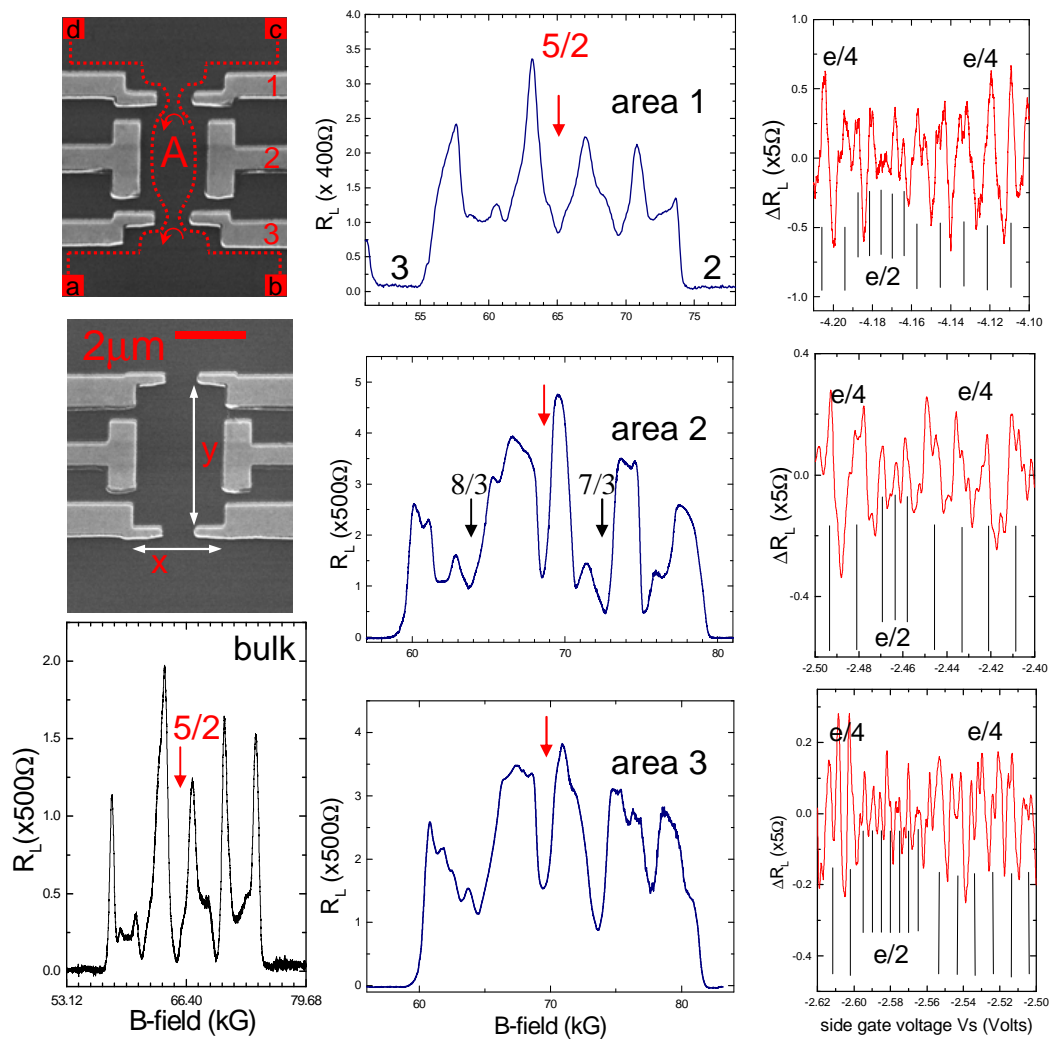 d
c
1
A
2
3
a
b
2μm
y
x
bulk
5/2
R_L(x500Ω)
2.0
1.5
1.0
0.5
0.0
53.12 66.40 79.68
B-field (kG)
5/2
area 1
R_L (x 400Ω)
4.0
3.5
3.0
2.5
2.0
1.5
1.0
0.5
0.0
3
2
55 60 65 70 75
area 2
8/3
7/3
R_L (x500Ω)
5
4
3
2
1
0
60 70 80
area 3
R_L (x500Ω)
4
3
2
1
0
60 70 80
B-field (kG)
e/4
e/4
ΔR_L (x5Ω)
1.0
0.5
0.0
-0.5
-1.0
e/2
-4.20 -4.18 -4.16 -4.14 -4.12 -4.10
e/4
e/4
ΔR_L (x5Ω)
0.4
0.0
-0.4
e/2
-2.50 -2.48 -2.46 -2.44 -2.42 -2.40
e/4
e/4
ΔR_L (x5Ω)
0.2
0.0
-0.2
-0.4
e/2
-2.62 -2.60 -2.58 -2.56 -2.54 -2.52 -2.50
side gate voltage Vs (Volts)